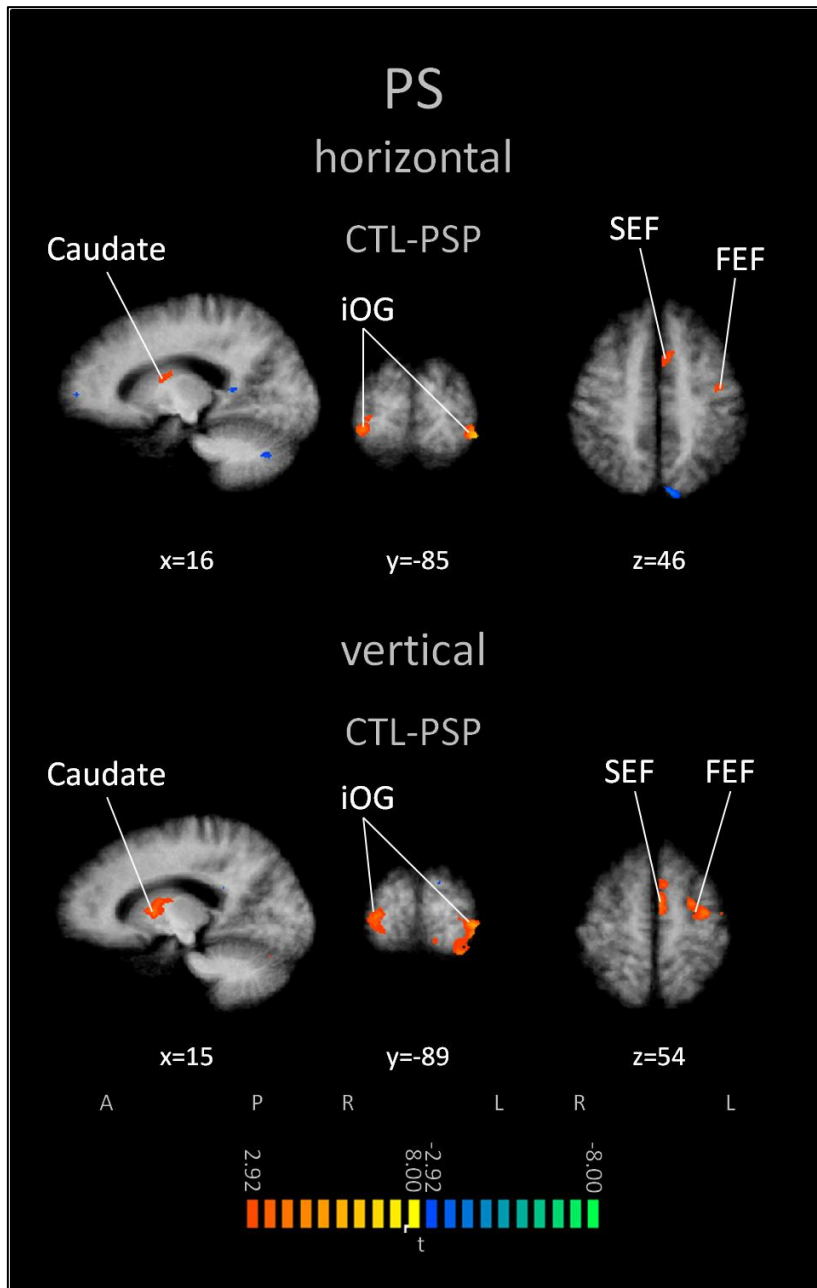 PS
horizontal
CTL-PSP
Caudate
iOG
SEF
FEF
x=16
y=-85
z=46
vertical
CTL-PSP
Caudate
iOG
SEF
FEF
x=15
y=-89
z=54
A P R L R L
2.92 8.00 -2.92 -8.00
t